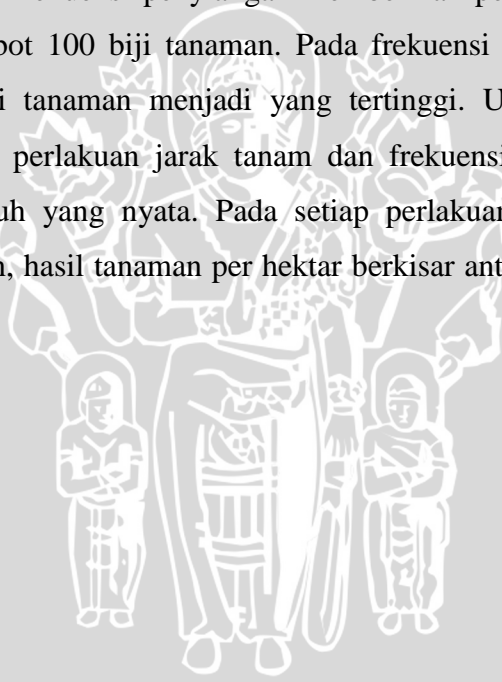 bot 100 biji tanaman. Pada frekuensi
i tanaman menjadi yang tertinggi. U
perlakuan jarak tanam dan frekuensi
uh yang nyata. Pada setiap perlakuan
n, hasil tanaman per hektar berkisar ant